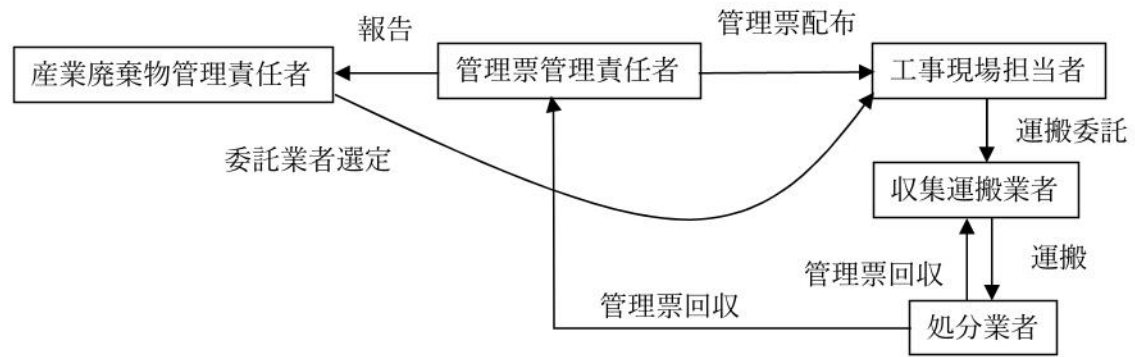 報告
管理票配布
産業廃棄物管理責任者
管理票管理責任者
工事現場担当者
委託業者選定
運搬委託
収集運搬業者
管理票回収
運搬
管理票回収
処分業者